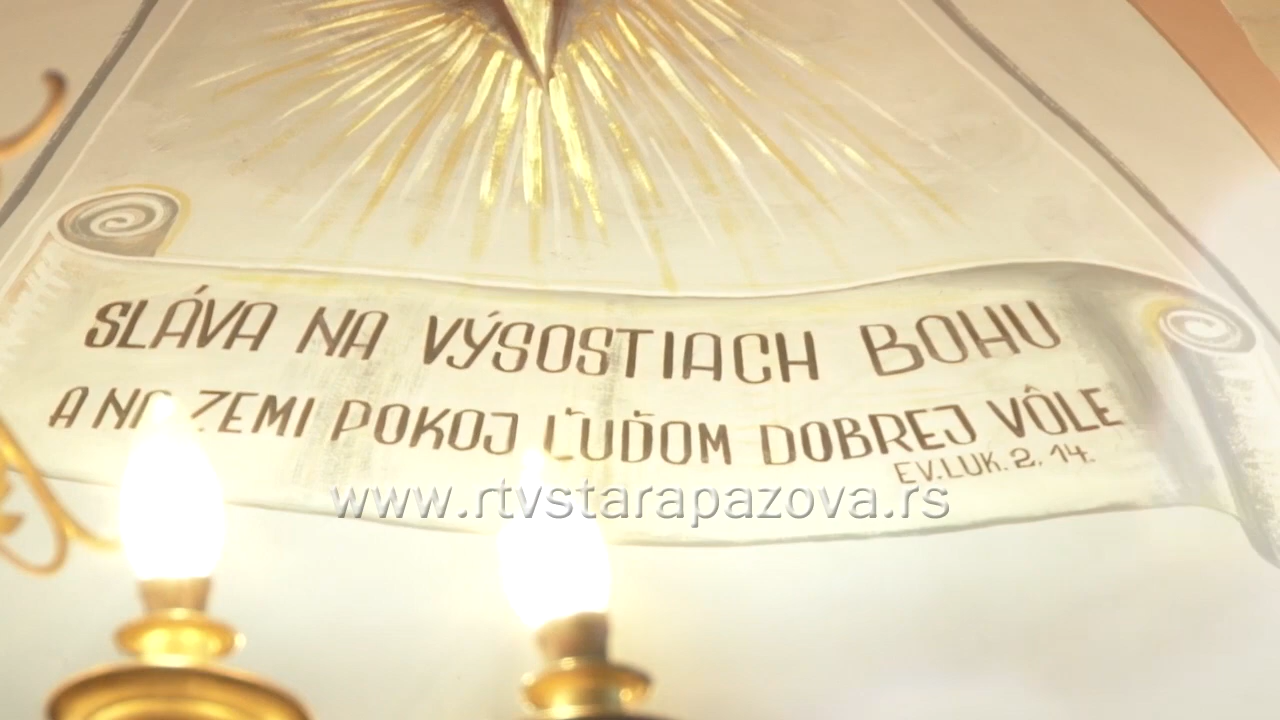 SLÁVA NA VÝSOSTIACH BOHU
A NA ZEMI POKOJ ĽUĎOM DOBREJ VÔLE
EV. LUK. 2. 14.
www.rtvstarapazova.rs